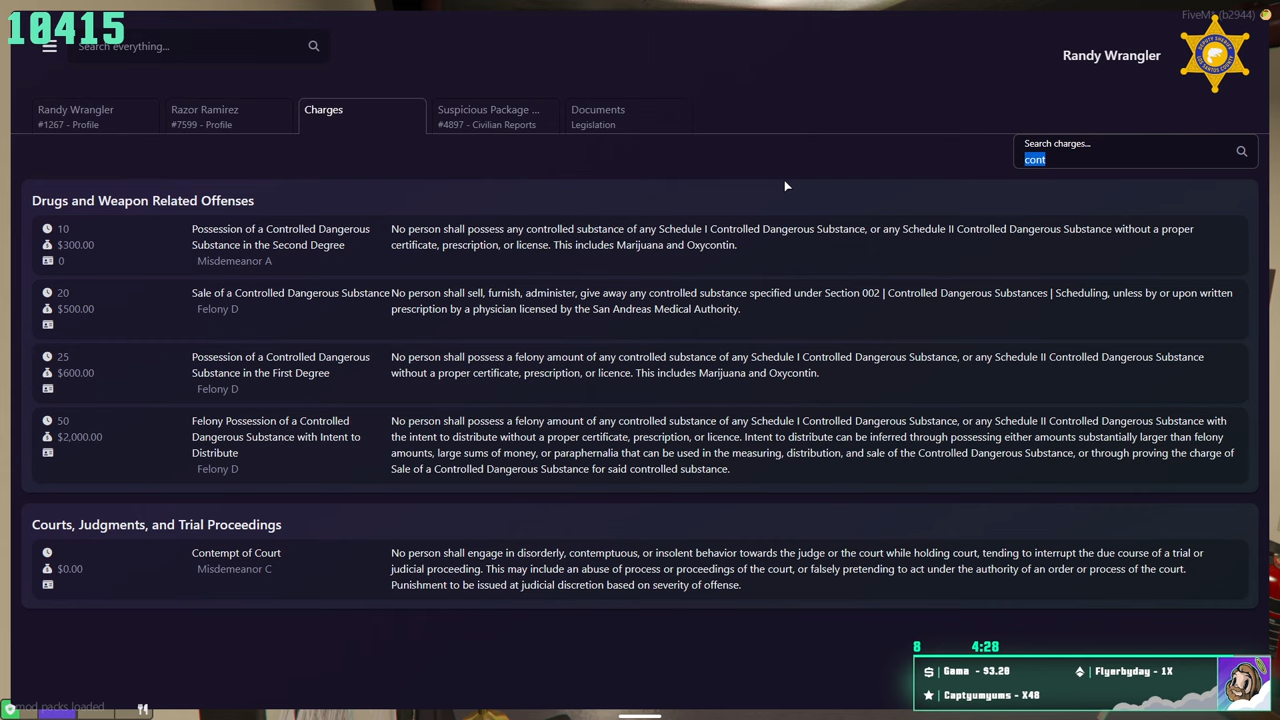 10415
Search everything...
FiveM
(b2944)
Randy Wrangler
Randy Wrangler
#1267 - Profile
Razor Ramirez
#7599 - Profile
Charges
Suspicious Package ...
#4897 - Civilian Reports
Documents
Legislation
Search charges...
cont
Drugs and Weapon Related Offenses
10
$300.00
0
Possession of a Controlled Dangerous
Substance in the Second Degree
Misdemeanor A
No person shall possess any controlled substance of any Schedule I Controlled Dangerous Substance, or any Schedule II Controlled Dangerous Substance without a proper
certificate, prescription, or license. This includes Marijuana and Oxycontin.
20
$500.00
Sale of a Controlled Dangerous Substance
Felony D
No person shall sell, furnish, administer, give away any controlled substance specified under Section 002 | Controlled Dangerous Substances | Scheduling, unless by or upon written
prescription by a physician licensed by the San Andreas Medical Authority.
25
$600.00
Possession of a Controlled Dangerous
Substance in the First Degree
Felony D
No person shall possess a felony amount of any controlled substance of any Schedule I Controlled Dangerous Substance, or any Schedule II Controlled Dangerous Substance
without a proper certificate, prescription, or licence. This includes Marijuana and Oxycontin.
50
$2,000.00
Felony Possession of a Controlled
Dangerous Substance with Intent to
Distribute
Felony D
No person shall possess a felony amount of any controlled substance of any Schedule I Controlled Dangerous Substance, or any Schedule II Controlled Dangerous Substance with
the intent to distribute without a proper certificate, prescription, or licence. Intent to distribute can be inferred through possessing either amounts substantially larger than felony
amounts, large sums of money, or paraphernalia that can be used in the measuring, distribution, and sale of the Controlled Dangerous Substance, or through proving the charge of
Sale of a Controlled Dangerous Substance for said controlled substance.
Courts, Judgments, and Trial Proceedings
$0.00
Contempt of Court
Misdemeanor C
No person shall engage in disorderly, contemptuous, or insolent behavior towards the judge or the court while holding court, tending to interrupt the due course of a trial or
judicial proceeding. This may include an abuse of process or proceedings of the court, or falsely pretending to act under the authority of an order or process of the court.
Punishment to be issued at judicial discretion based on severity of offense.
8 4:28
Gama - 93.20
Flyerbyday - 1X
Captyumyums - X48
mod packs loaded